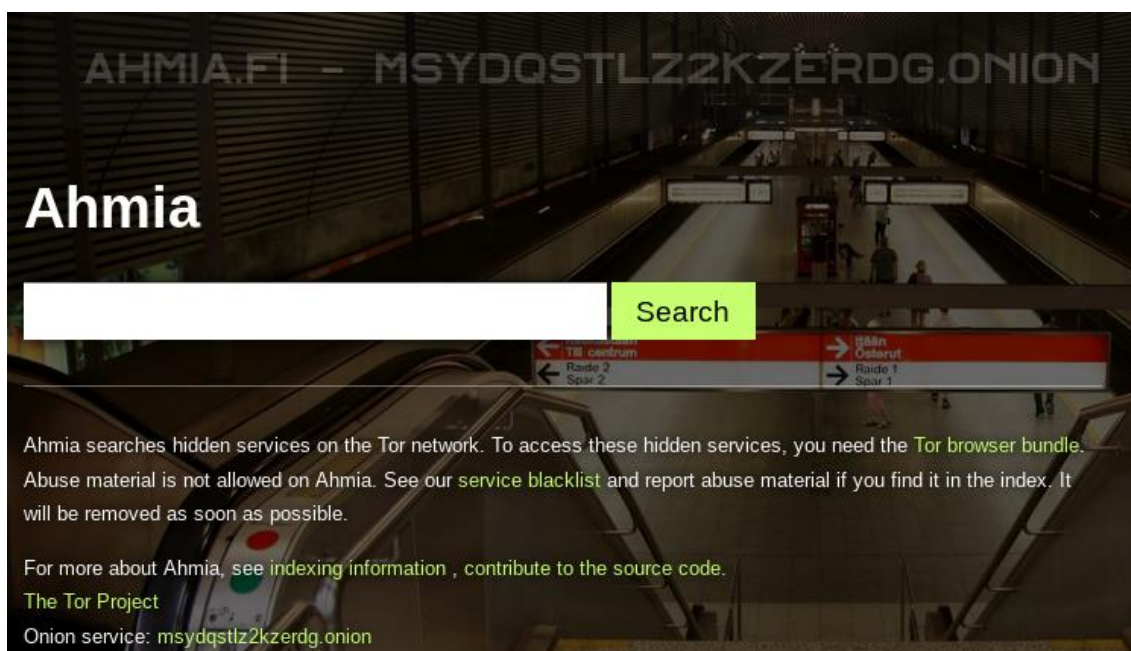 AHMIA.FI - MSYDQSTLZ2KZERDG.ONION
Ahmia
Search
Till centrum
Itään
Österut
Raide 2
Spår 2
Raide 1
Spår 1
Ahmia searches hidden services on the Tor network. To access these hidden services, you need the Tor browser bundle.
Abuse material is not allowed on Ahmia. See our service blacklist and report abuse material if you find it in the index. It
will be removed as soon as possible.
For more about Ahmia, see indexing information , contribute to the source code.
The Tor Project
Onion service: msydqstlz2kzerdg.onion